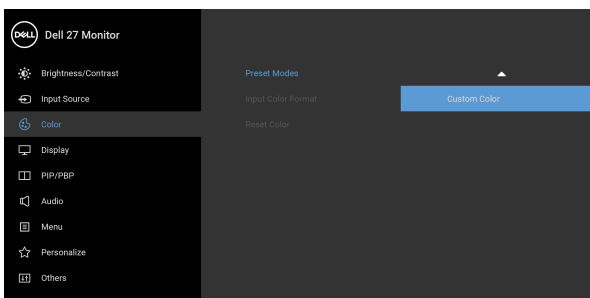 DELL
Dell 27 Monitor
Brightness/Contrast
Input Source
Color
Display
PIP/PBP
Audio
Menu
Personalize
Others
Preset Modes
Input Color Format
Custom Color
Reset Color